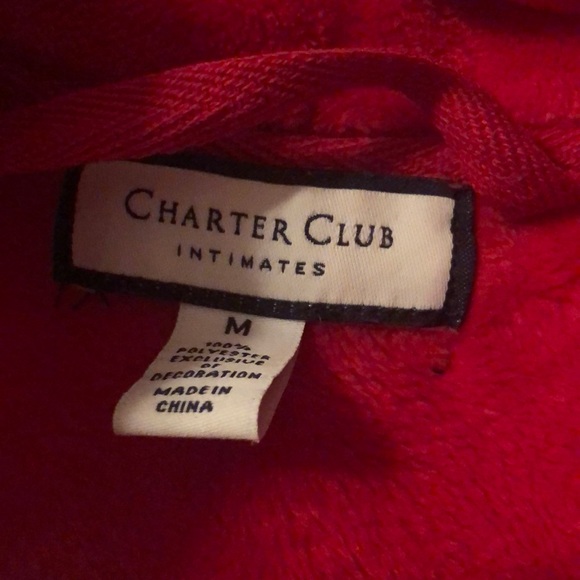 CHARTER CLUB
INTIMATES
M
100%
POLYESTER
EXCLUSIVE
OF
DECORATION
MADE IN
CHINA